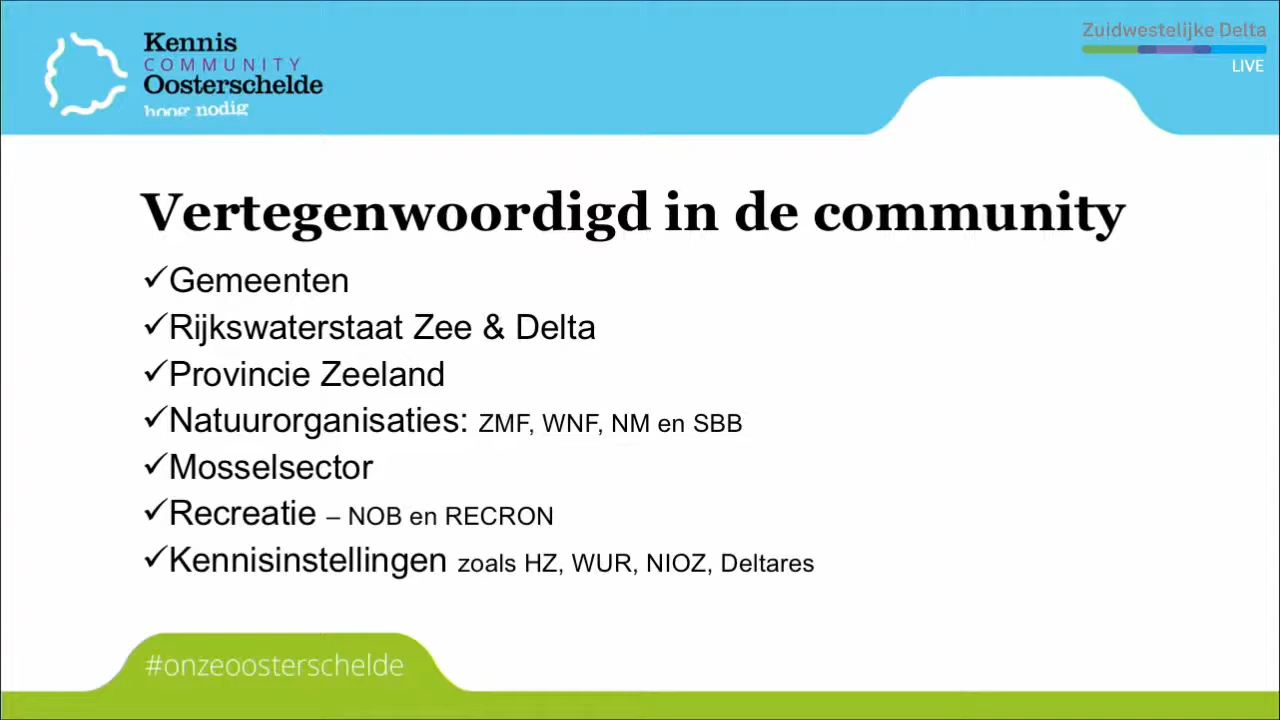 Kennis
COMMUNITY
Oosterschelde
hoog nodig
Zuidwestelijke Delta
LIVE
Vertegenwoordigd in de community
✓Gemeenten
✓Rijkswaterstaat Zee & Delta
✓Provincie Zeeland
✓Natuurorganisaties: ZMF, WNF, NM en SBB
✓Mosselsector
✓Recreatie – NOB en RECRON
✓Kennisinstellingen zoals HZ, WUR, NIOZ, Deltares
#onzeoosterschelde